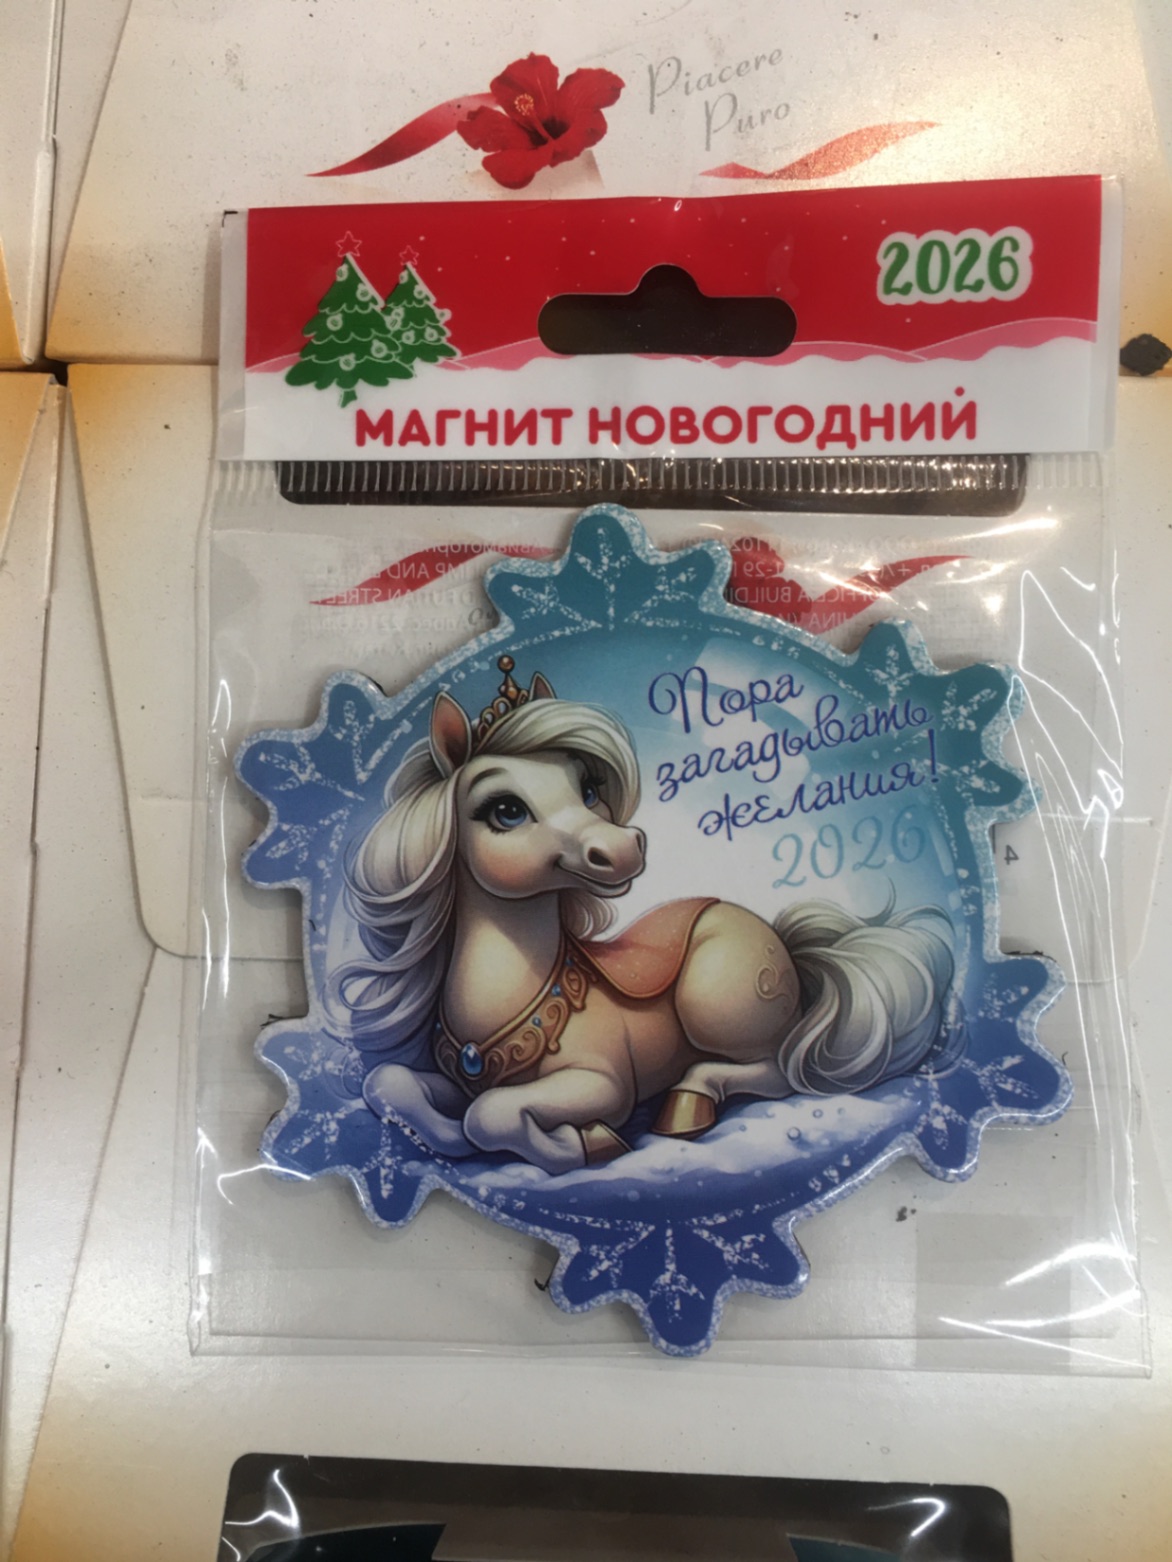 Piacere
Puro
2026
МАГНИТ НОВОГОДНИЙ
Пора
загадывать
желания!
2026